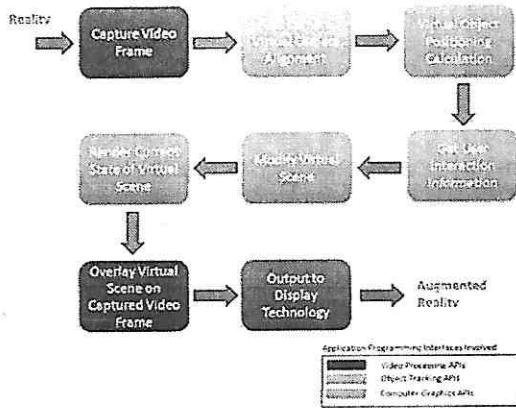 Reality
Capture Video
Frame
Alignment
Virtual Object
Positioning
Calculation
Get User
Interaction
Information
Modify Virtual
Scene
Render Current
State of Virtual
Scene
Overlay Virtual
Scene on
Captured Video
Frame
Output to
Display
Technology
Augmented
Reality
Application Programming Interfaces Involved
Video Processing APIs
Object Tracking APIs
Computer Graphics APIs